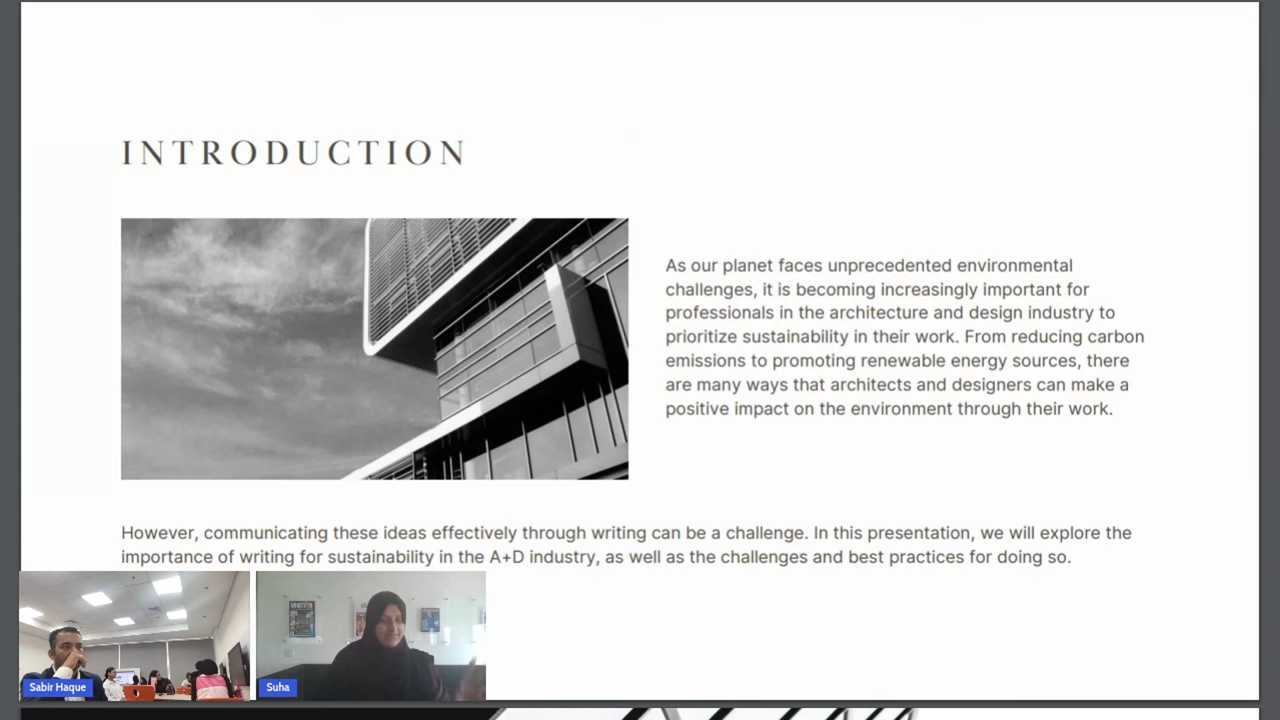 INTRODUCTION
As our planet faces unprecedented environmental
challenges, it is becoming increasingly important for
professionals in the architecture and design industry to
prioritize sustainability in their work. From reducing carbon
emissions to promoting renewable energy sources, there
are many ways that architects and designers can make a
positive impact on the environment through their work.
However, communicating these ideas effectively through writing can be a challenge. In this presentation, we will explore the
importance of writing for sustainability in the A+D industry, as well as the challenges and best practices for doing so.
Sabir Haque
Suha